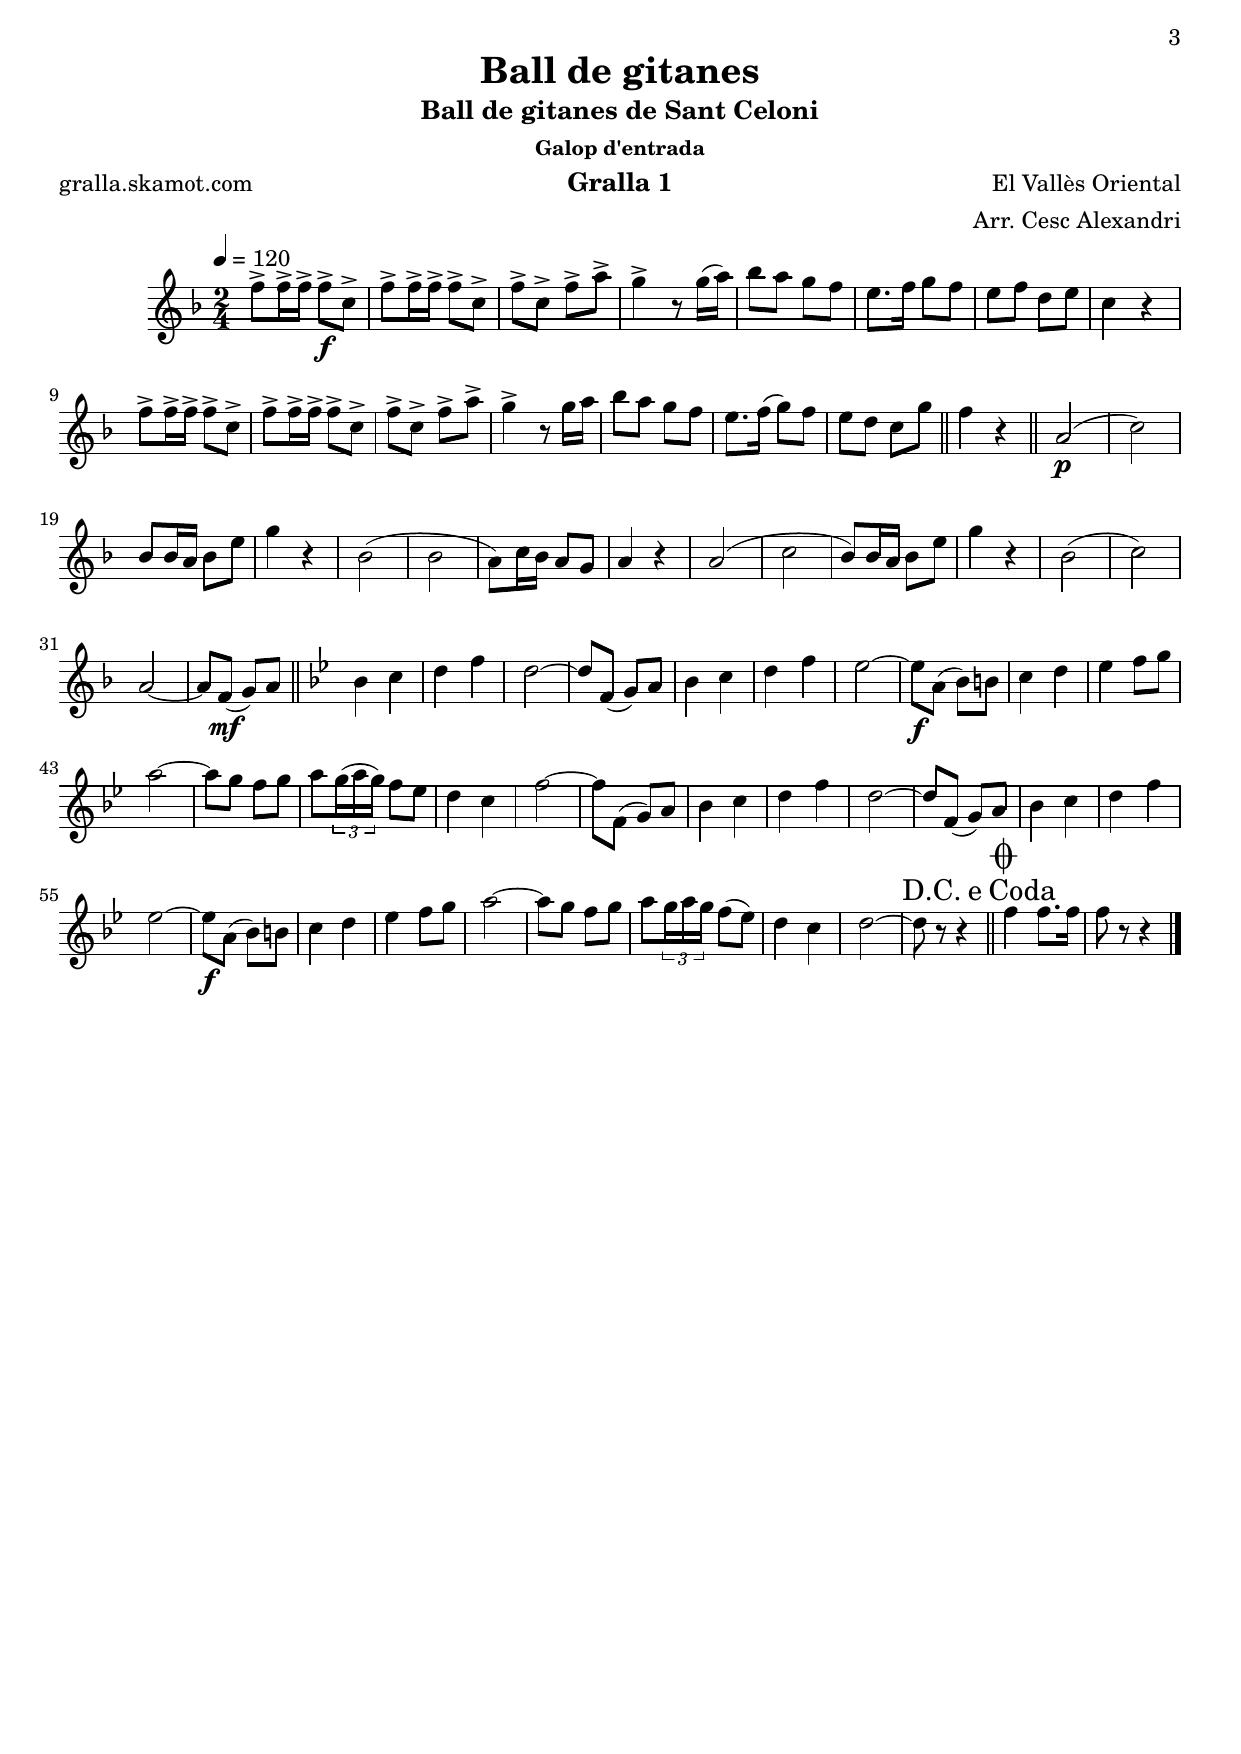 3
Ball de gitanes
Ball de gitanes de Sant Celoni
Galop d'entrada
gralla.skamot.com Gralla 1 El Vallès Oriental
Arr. Cesc Alexandri
= 120
2
4
f
9
p
19
31
mf
f
43
3
D.C. e Coda
55
f
3